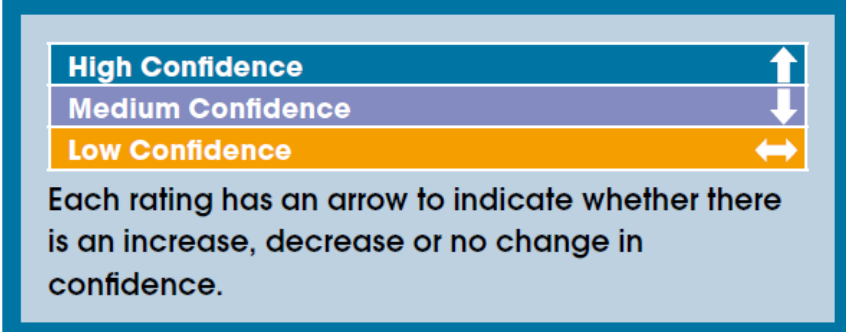 High Confidence
Medium Confidence
Low Confidence
Each rating has an arrow to indicate whether there
is an increase, decrease or no change in
confidence.